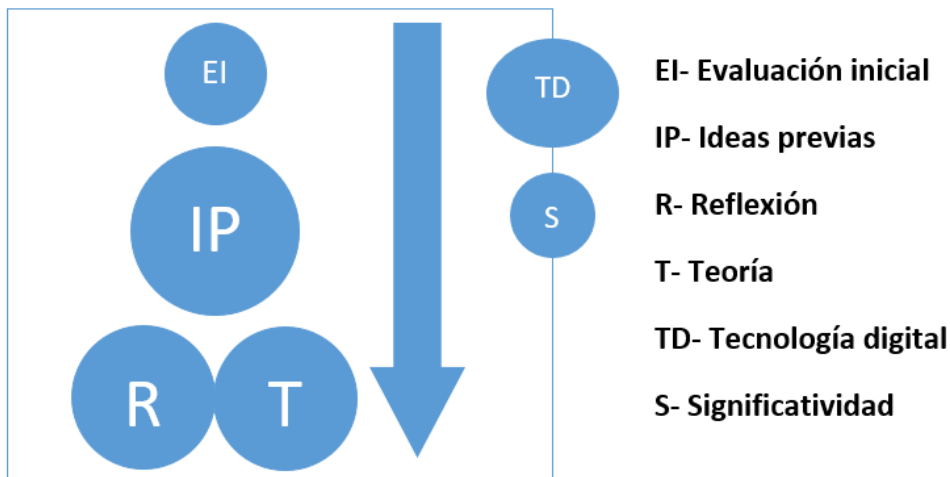 EI
IP
R
T
TD
S
EI- Evaluación inicial
IP- Ideas previas
R- Reflexión
T- Teoría
TD- Tecnología digital
S- Significatividad